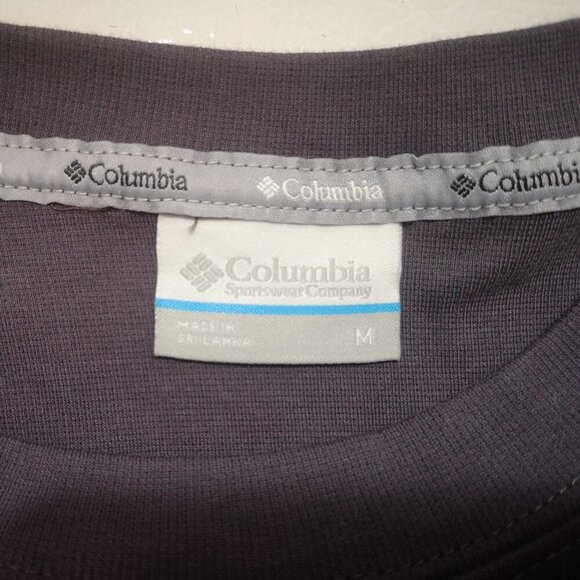 Columbia Columbia Columbia
Columbia
Sportswear Company
MADE IN
SRI LANKA M